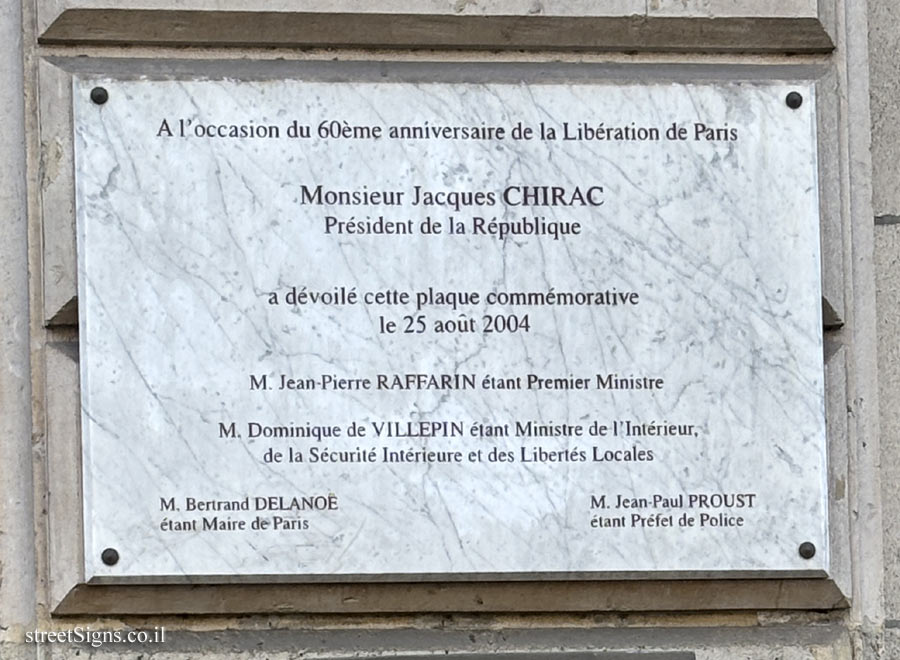 A l'occasion du 60ème anniversaire de la Libération de Paris
Monsieur Jacques CHIRAC
Président de la République
a dévoilé cette plaque commémorative
le 25 août 2004
M. Jean-Pierre RAFFARIN étant Premier Ministre
M. Dominique de VILLEPIN étant Ministre de l'Intérieur,
de la Sécurité Intérieure et des Libertés Locales
M. Bertrand DELANOË
étant Maire de Paris
M. Jean-Paul PROUST
étant Préfet de Police
streetSigns.co.il